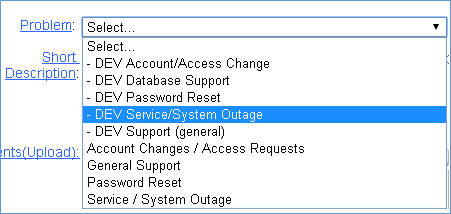 Problem: Select...
Select...
- DEV Account/Access Change
Short - DEV Database Support
Description: - DEV Password Reset
- DEV Service/System Outage
- DEV Support (general)
ents(Upload): Account Changes / Access Requests
General Support
Password Reset
Service / System Outage